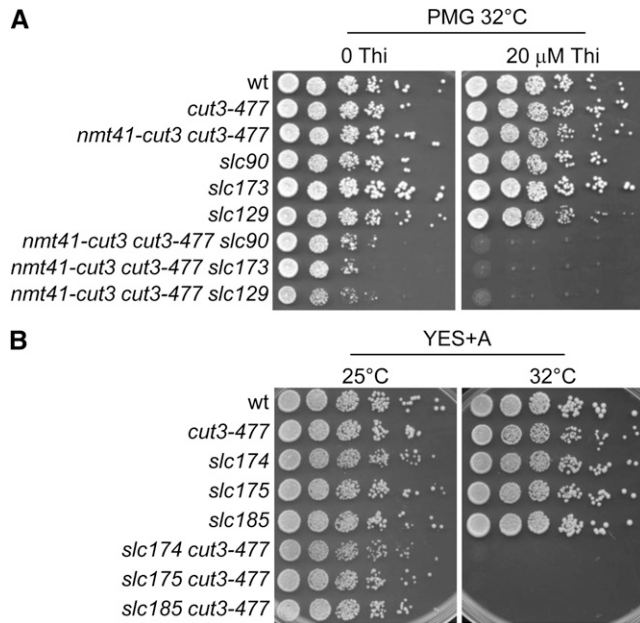 A
PMG 32°C
0 Thi
20 μM Thi
wt
cut3-477
nmt41-cut3 cut3-477
slc90
slc173
slc129
nmt41-cut3 cut3-477 slc90
nmt41-cut3 cut3-477 slc173
nmt41-cut3 cut3-477 slc129
B
YES+A
25°C
32°C
wt
cut3-477
slc174
slc175
slc185
slc174 cut3-477
slc175 cut3-477
slc185 cut3-477